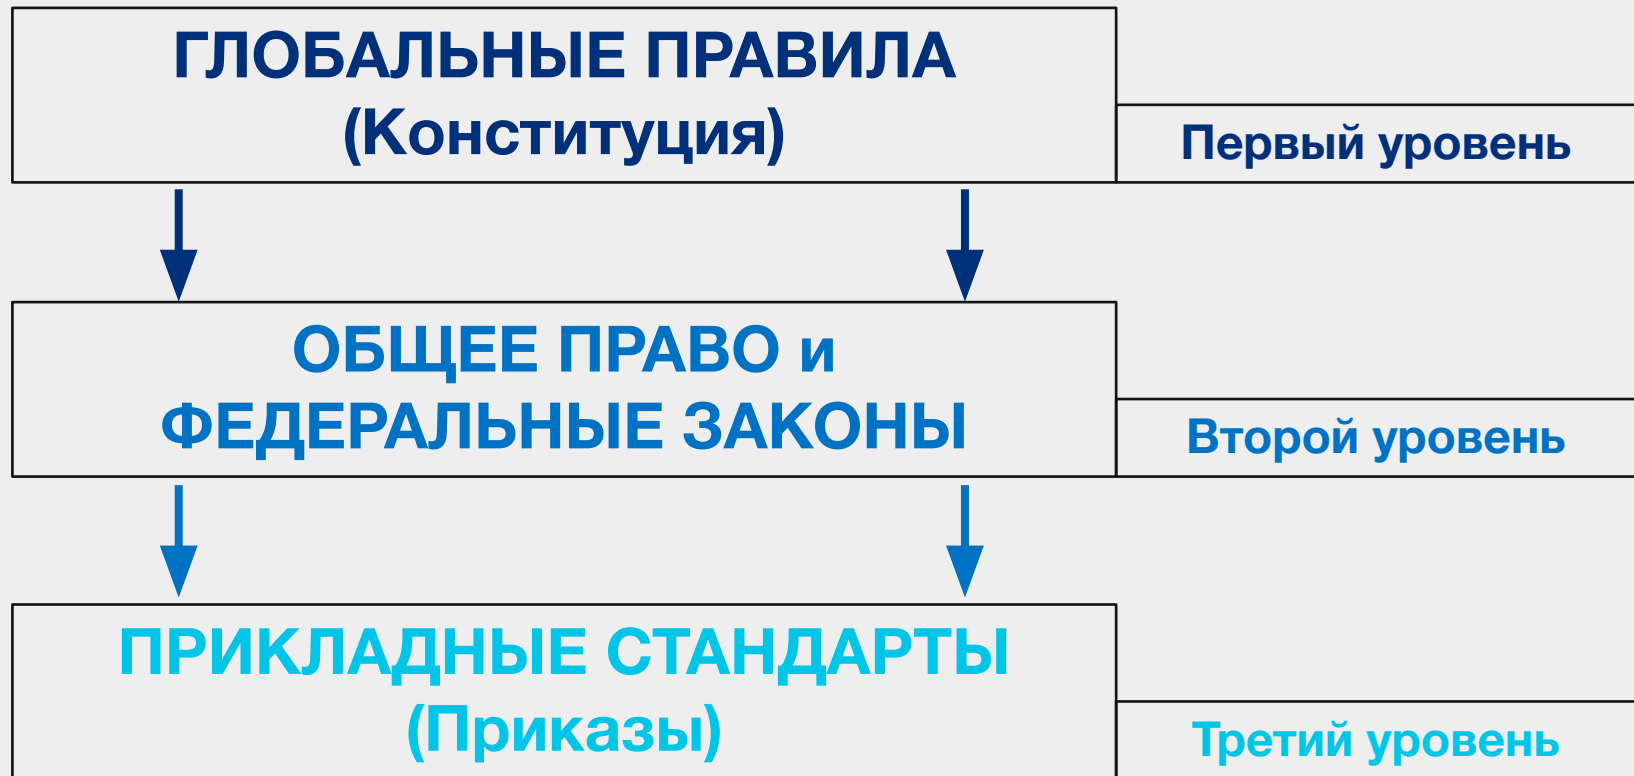 ГЛОБАЛЬНЫЕ ПРАВИЛА
(Конституция)
Первый уровень
ОБЩЕЕ ПРАВО и
ФЕДЕРАЛЬНЫЕ ЗАКОНЫ
Второй уровень
ПРИКЛАДНЫЕ СТАНДАРТЫ
(Приказы)
Третий уровень